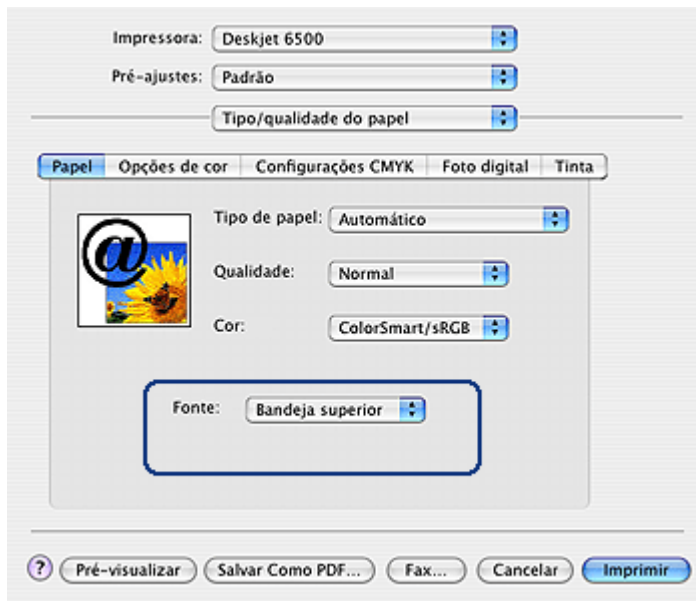 Impressora: Deskjet 6500
Pré-ajustes: Padrão
Tipo/qualidade do papel
Papel Opções de cor Configurações CMYK Foto digital Tinta
Tipo de papel: Automático
@
Qualidade: Normal
Cor: ColorSmart/sRGB
Fonte: Bandeja superior
? Pré-visualizar Salvar Como PDF... Fax... Cancelar Imprimir